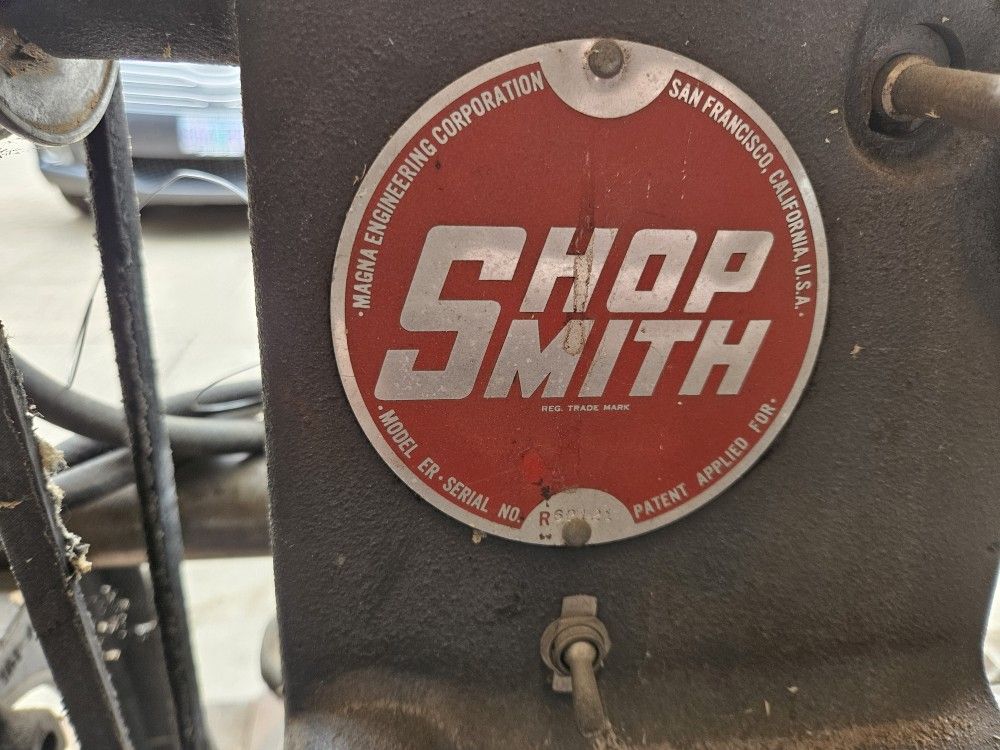 ·MAGNA ENGINEERING CORPORATION
SAN FRANCISCO, CALIFORNIA, U.S.A.·
SHOP
SMITH
REG. TRADE MARK
·MODEL ER·SERIAL NO.
R
PATENT APPLIED FOR·